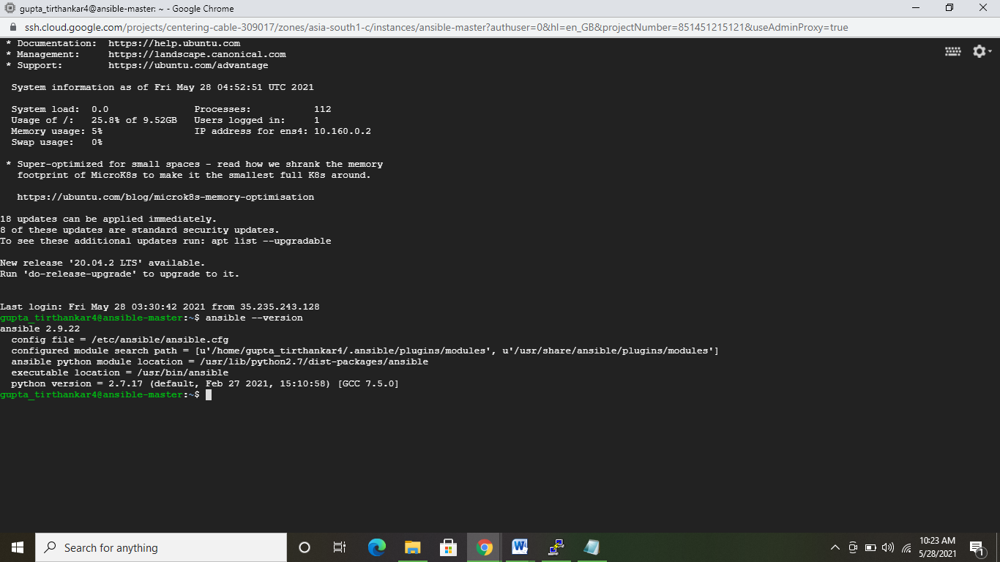 gupta_tirthankar4@ansible-master: ~ - Google Chrome
ssh.cloud.google.com/projects/centering-cable-309017/zones/asia-south1-c/instances/ansible-master?authuser=0&hl=en_GB&projectNumber=851451215121&useAdminProxy=true
* Documentation:  https://help.ubuntu.com
* Management:     https://landscape.canonical.com
* Support:        https://ubuntu.com/advantage
System information as of Fri May 28 04:52:51 UTC 2021
System load:  0.0               Processes:           112
Usage of /:   25.8% of 9.52GB   Users logged in:     1
Memory usage: 5%                IP address for ens4: 10.160.0.2
Swap usage:   0%
* Super-optimized for small spaces - read how we shrank the memory
footprint of MicroK8s to make it the smallest full K8s around.
https://ubuntu.com/blog/microk8s-memory-optimisation
18 updates can be applied immediately.
8 of these updates are standard security updates.
To see these additional updates run: apt list --upgradable
New release '20.04.2 LTS' available.
Run 'do-release-upgrade' to upgrade to it.
Last login: Fri May 28 03:30:42 2021 from 35.235.243.128
gupta_tirthankar4@ansible-master:~$ ansible --version
ansible 2.9.22
config file = /etc/ansible/ansible.cfg
configured module search path = [u'/home/gupta_tirthankar4/.ansible/plugins/modules', u'/usr/share/ansible/plugins/modules']
ansible python module location = /usr/lib/python2.7/dist-packages/ansible
executable location = /usr/bin/ansible
python version = 2.7.17 (default, Feb 27 2021, 15:10:58) [GCC 7.5.0]
gupta_tirthankar4@ansible-master:~$
Search for anything
10:23 AM
5/28/2021
1